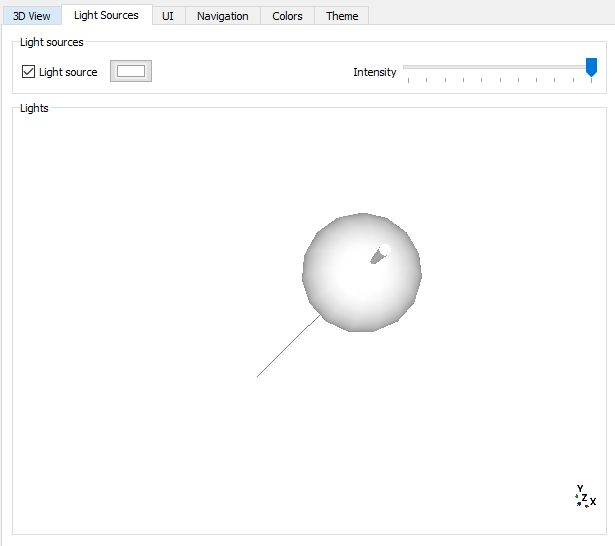 3D View Light Sources UI Navigation Colors Theme
Light sources
Light source Intensity
Lights
Y
Z
X